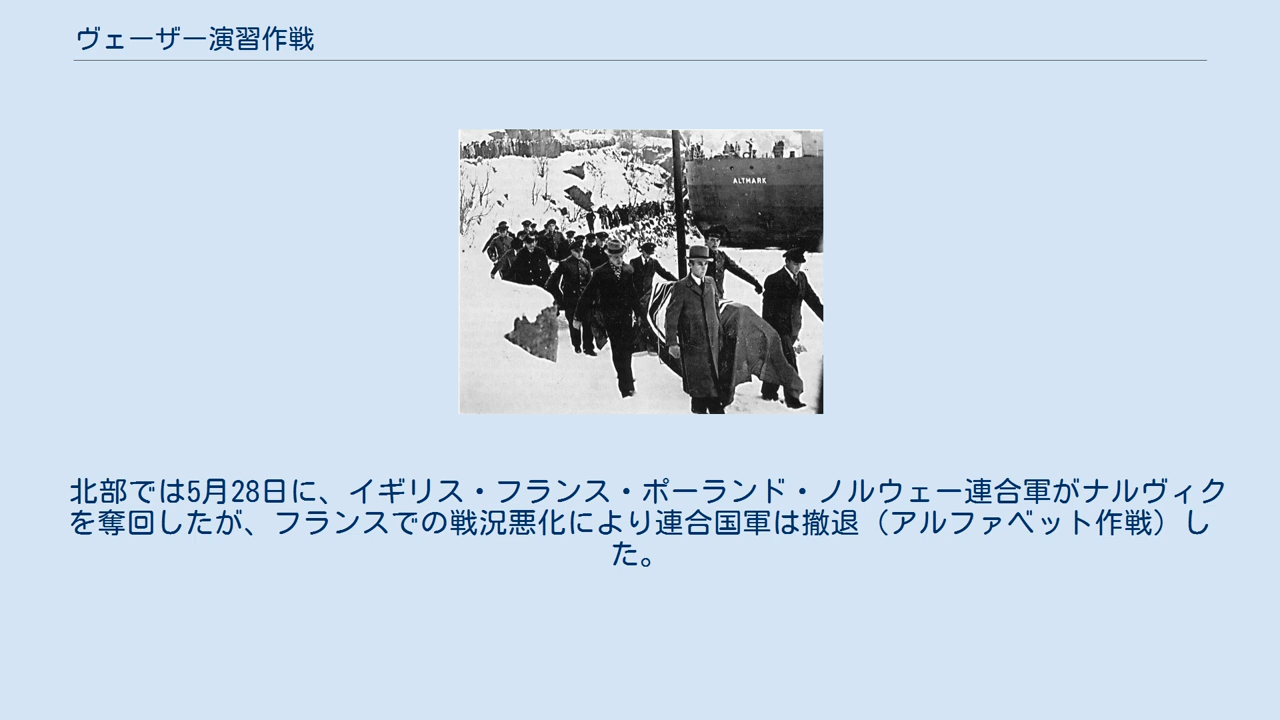 ヴェーザー演習作戦
ALTMARK
北部では5月28日に、イギリス・フランス・ポーランド・ノルウェー連合軍がナルヴィク
を奪回したが、フランスでの戦況悪化により連合国軍は撤退（アルファベット作戦）し
た。